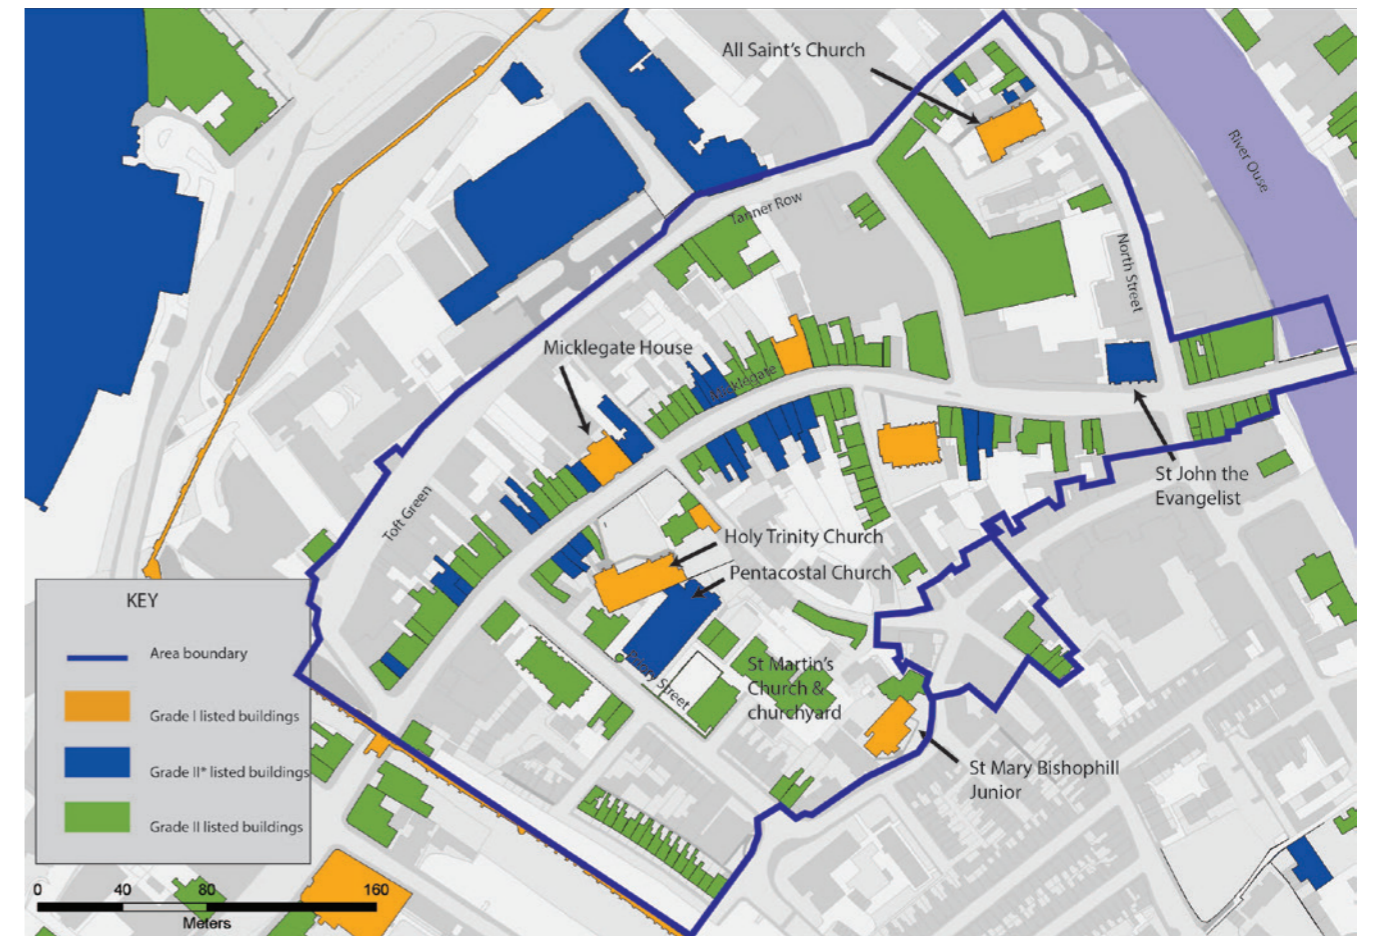 All Saint's Church
River Ouse
Tanner Row
North Street
Micklegate House
Micklegate
St John the
Evangelist
Toft Green
Holy Trinity Church
Pentacostal Church
St Martin's
Church &
churchyard
Street
St Mary Bishophill
Junior
KEY
Area boundary
Grade I listed buildings
Grade II* listed buildings
Grade II listed buildings
0 40 80 160
Meters